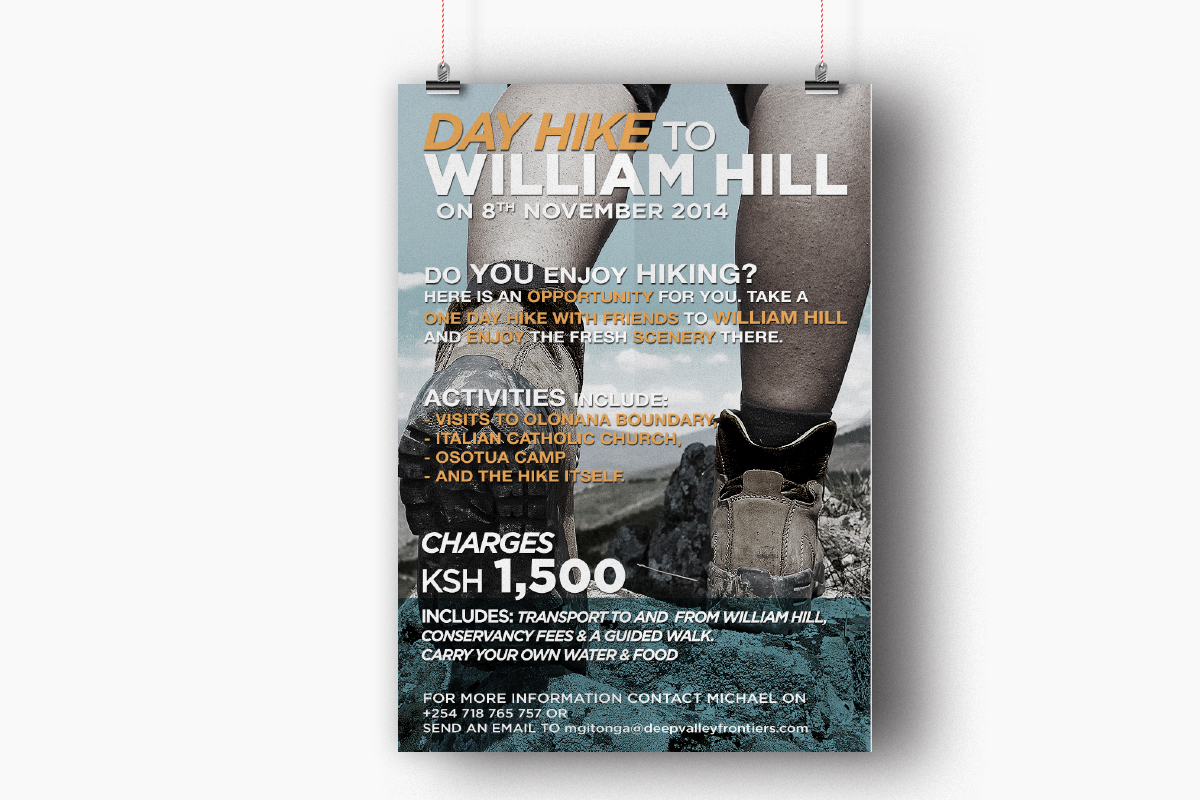 DAY HIKE TO
WILLIAM HILL
ON 8TH NOVEMBER 2014
DO YOU ENJOY HIKING?
HERE IS AN OPPORTUNITY FOR YOU. TAKE A
ONE DAY HIKE WITH FRIENDS TO WILLIAM HILL
AND ENJOY THE FRESH SCENERY THERE.
ACTIVITIES INCLUDE:
- VISITS TO OLONANA BOUNDARY,
- ITALIAN CATHOLIC CHURCH,
- OSOTUA CAMP
- AND THE HIKE ITSELF
CHARGES
KSH 1,500
INCLUDES: TRANSPORT TO AND FROM WILLIAM HILL,
CONSERVANCY FEES & A GUIDED WALK.
CARRY YOUR OWN WATER & FOOD
FOR MORE INFORMATION CONTACT MICHAEL ON
+254 718 765 757 OR
SEND AN EMAIL TO mgitonga@deepvalleyfrontiers.com